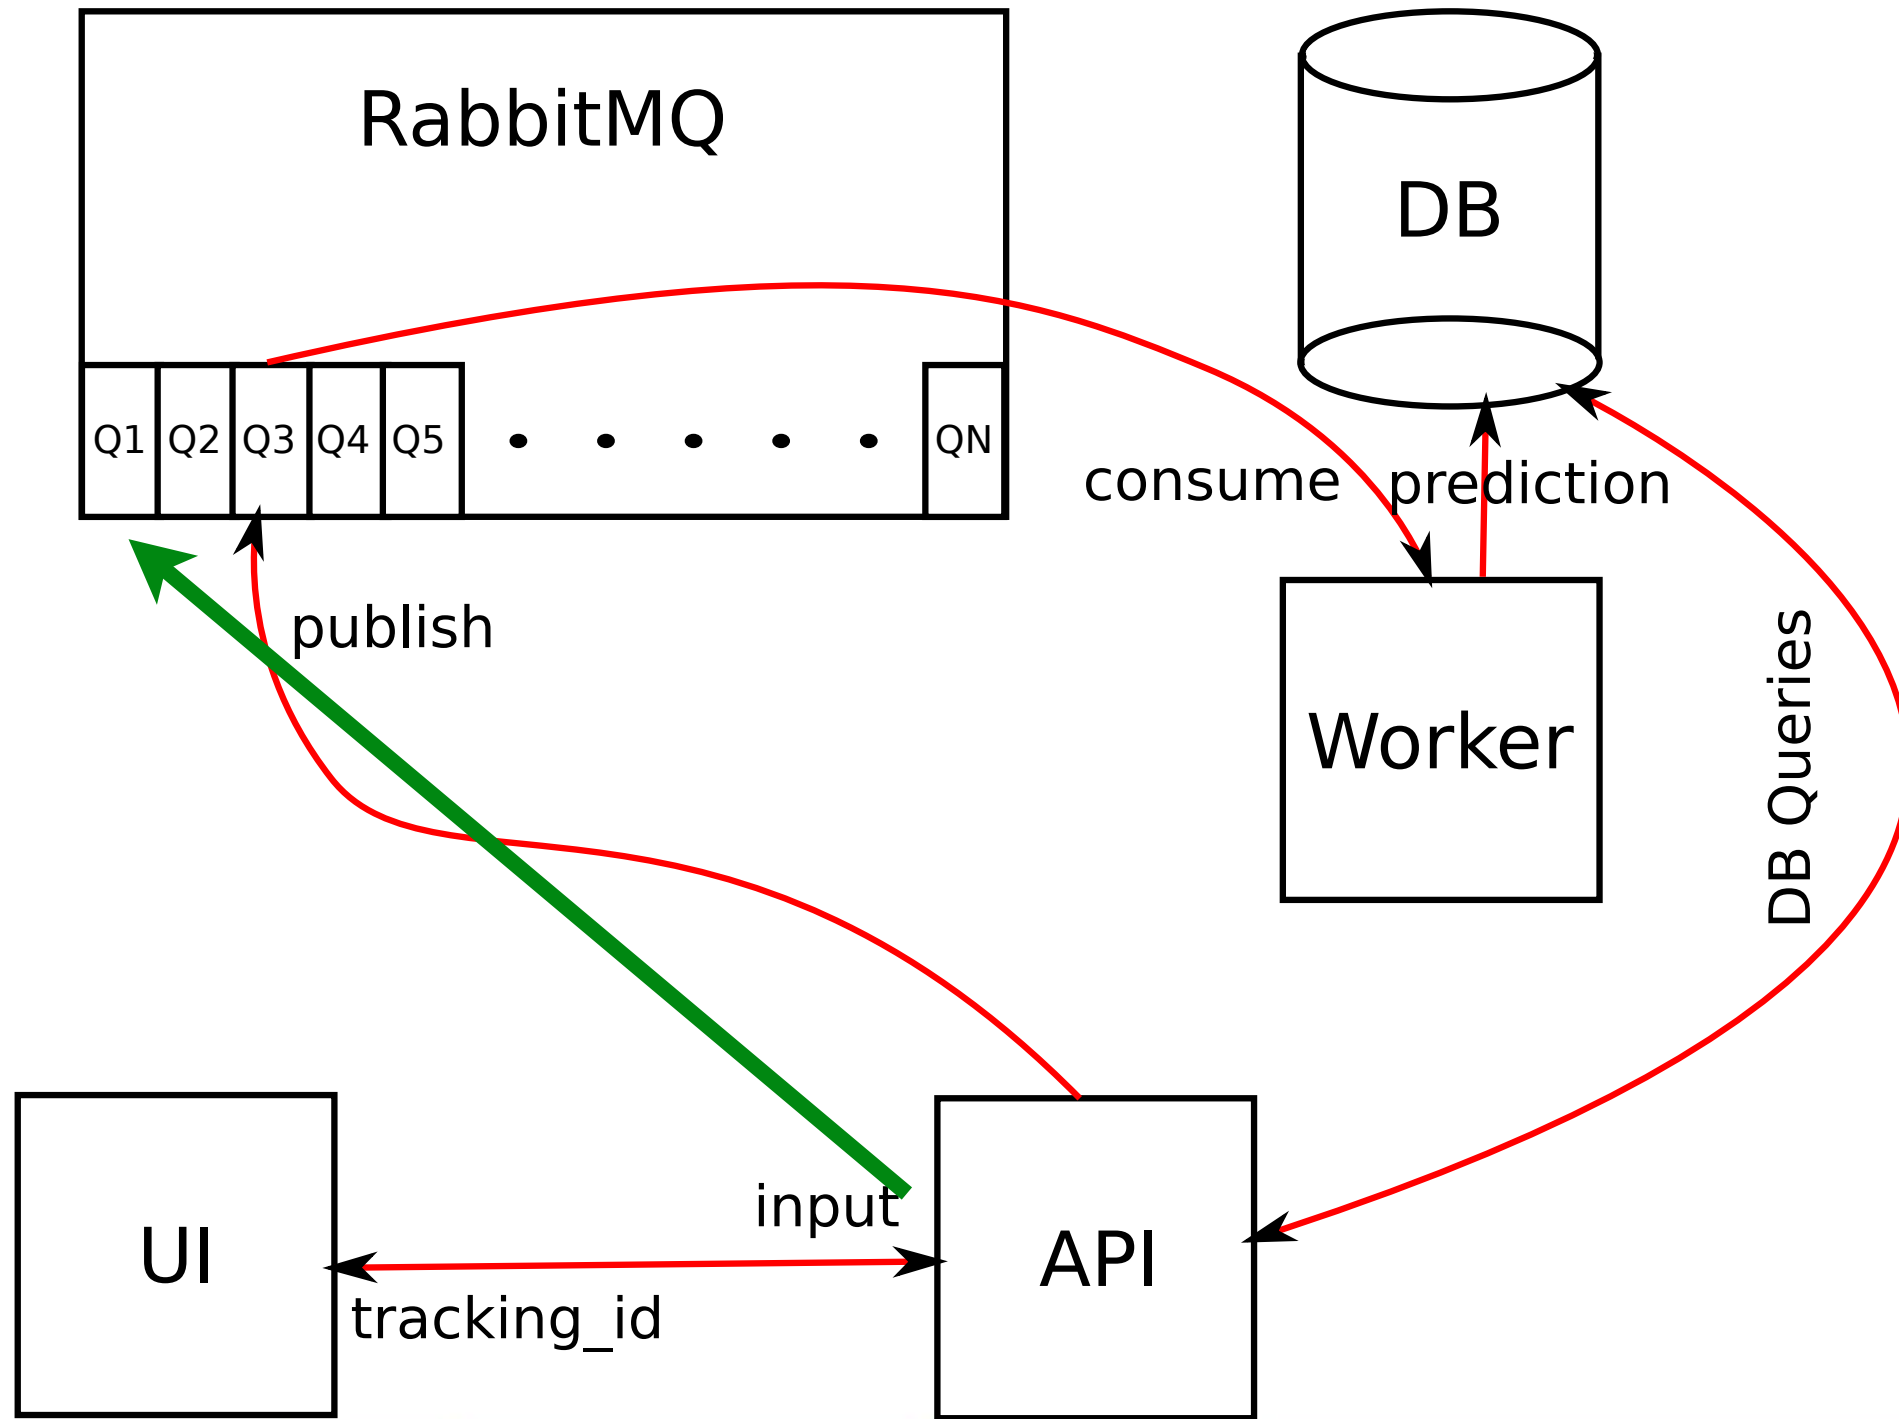 RabbitMQ
DB
Q1 Q2 Q3 Q4 Q5 QN
consume
prediction
publish
Worker
DB Queries
input
UI
API
tracking_id